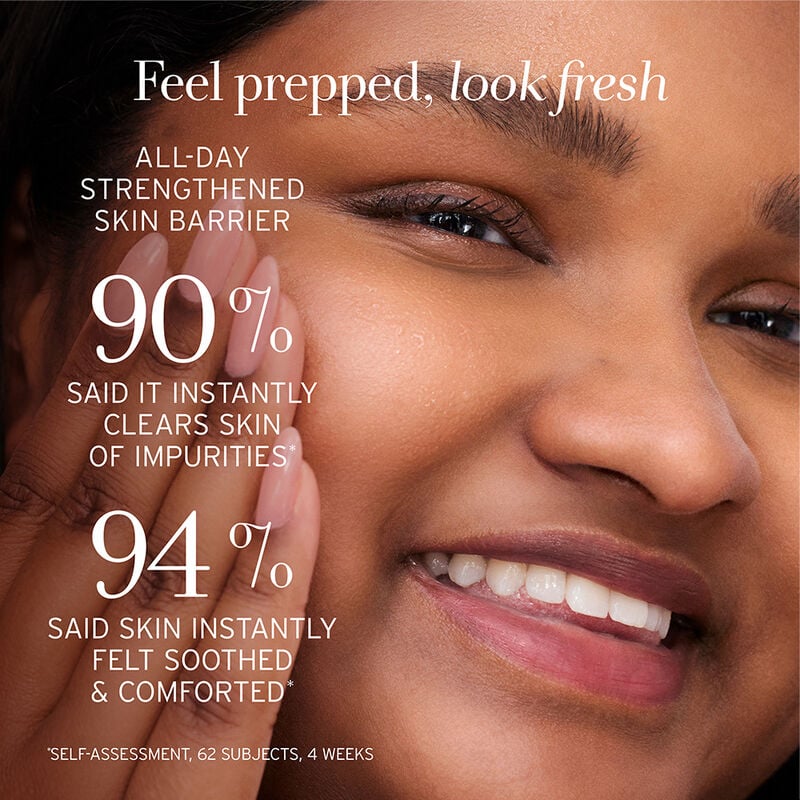 Feel prepped, look fresh
ALL-DAY
STRENGTHENED
SKIN BARRIER
90%
SAID IT INSTANTLY
CLEARS SKIN
OF IMPURITIES*
94%
SAID SKIN INSTANTLY
FELT SOOTHED
& COMFORTED*
*SELF-ASSESSMENT, 62 SUBJECTS, 4 WEEKS